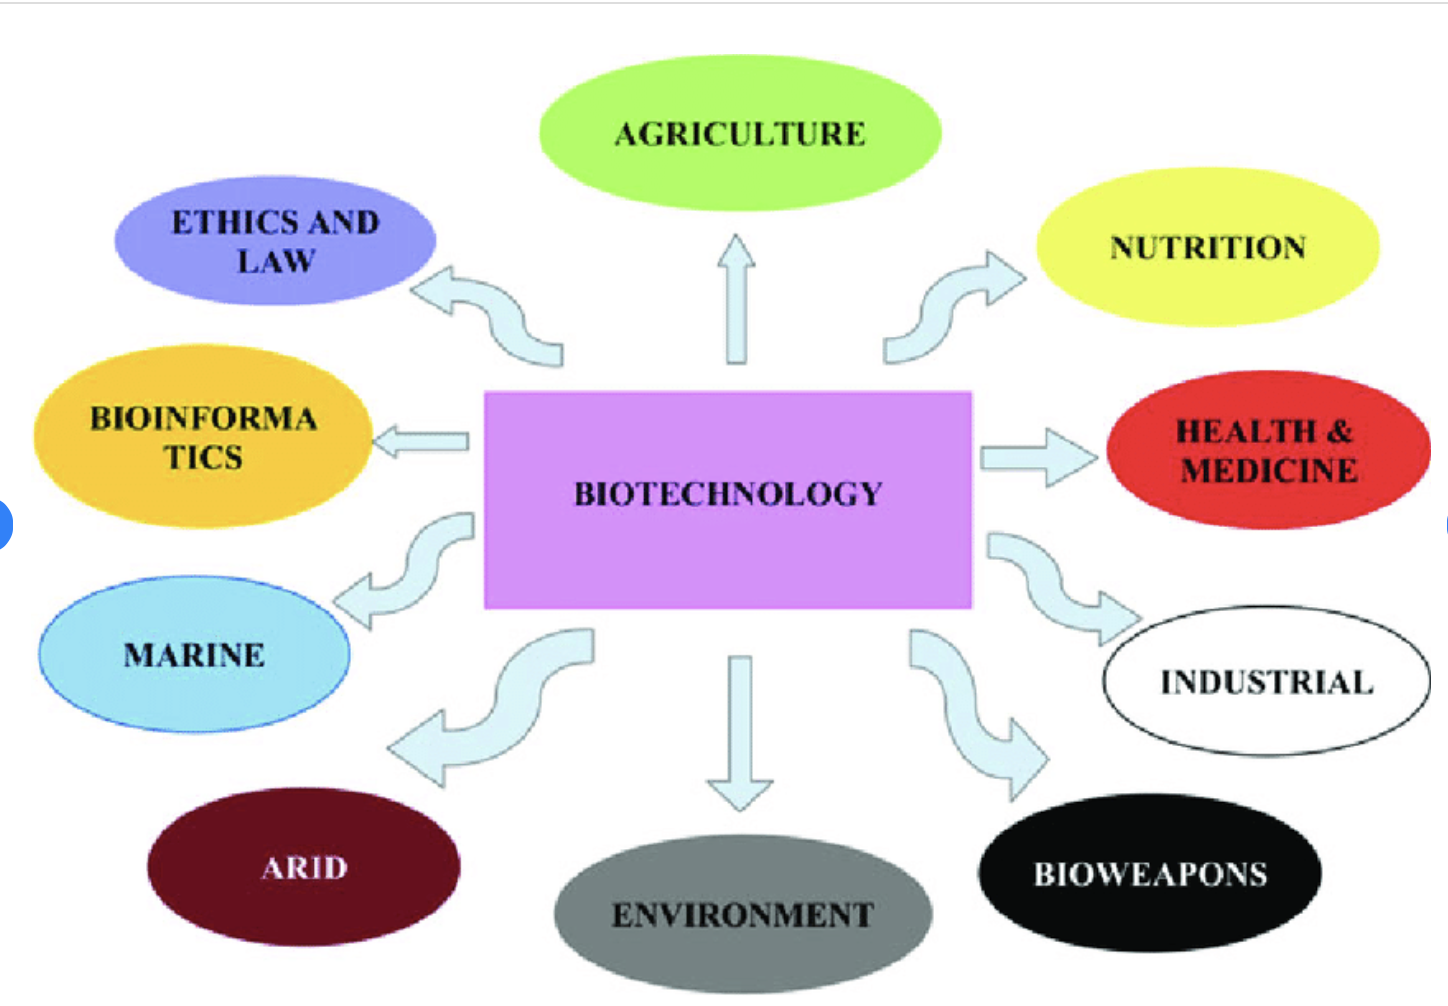 AGRICULTURE
ETHICS AND
LAW
NUTRITION
BIOINFORMA
TICS
HEALTH &
MEDICINE
BIOTECHNOLOGY
MARINE
INDUSTRIAL
ARID
BIOWEAPONS
ENVIRONMENT